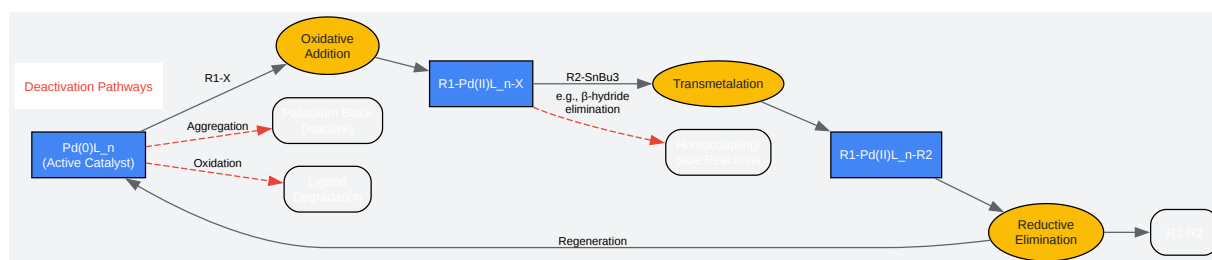 Oxidative
Addition
R1-X
Deactivation Pathways
R1-Pd(II)L_n-X
R2-SnBu3
Transmetalation
e.g., β-hydride
elimination
Palladium Black
(Inactive)
Aggregation
Pd(0)L_n
(Active Catalyst)
Homocoupling/
Side Reactions
R1-Pd(II)L_n-R2
Oxidation
Ligand
Degradation
Reductive
Elimination
R1-R2
Regeneration